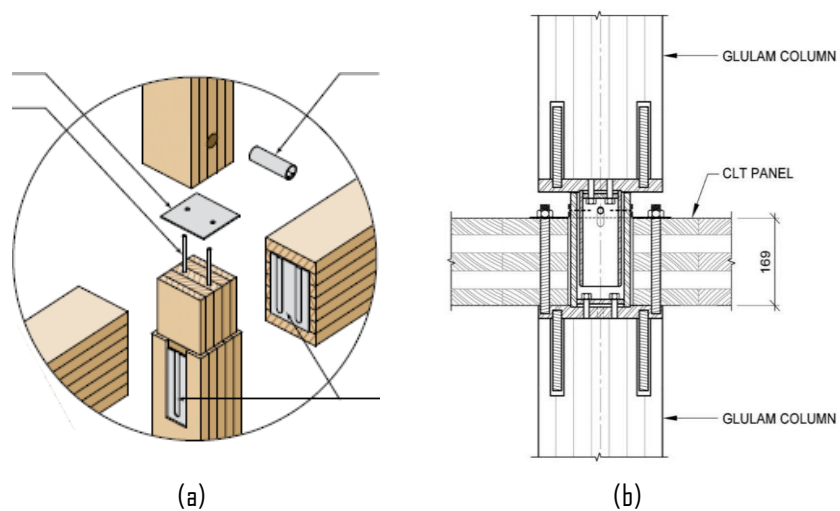 GLULAM COLUMN
CLT PANEL
169
GLULAM COLUMN
(a)
(b)